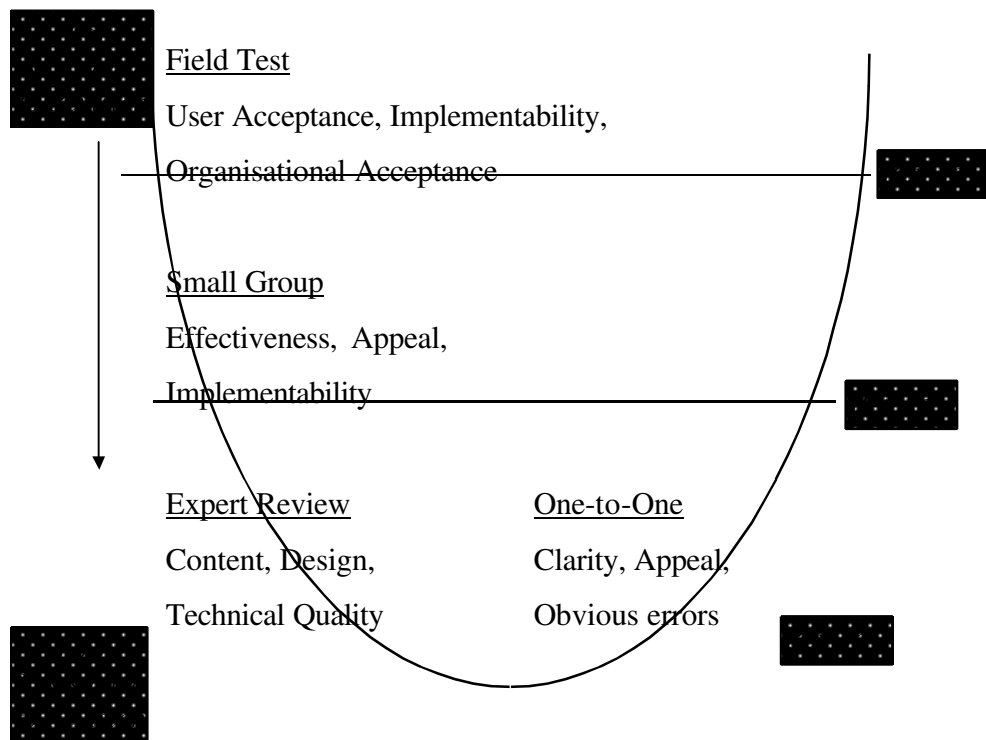 Field Test
User Acceptance, Implementability,
Organisational Acceptance
Small Group
Effectiveness, Appeal,
Implementability
Expert Review
Content, Design,
Technical Quality
One-to-One
Clarity, Appeal,
Obvious errors